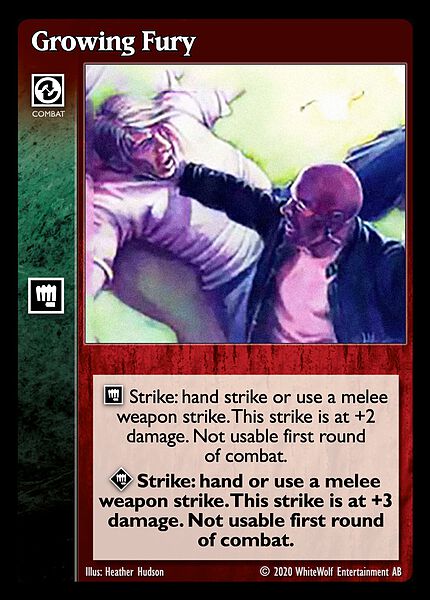 Growing Fury
COMBAT
Strike: hand strike or use a melee
weapon strike. This strike is at +2
damage. Not usable first round
of combat.
Strike: hand or use a melee
weapon strike. This strike is at +3
damage. Not usable first round
of combat.
Illus: Heather Hudson
© 2020 WhiteWolf Entertainment AB